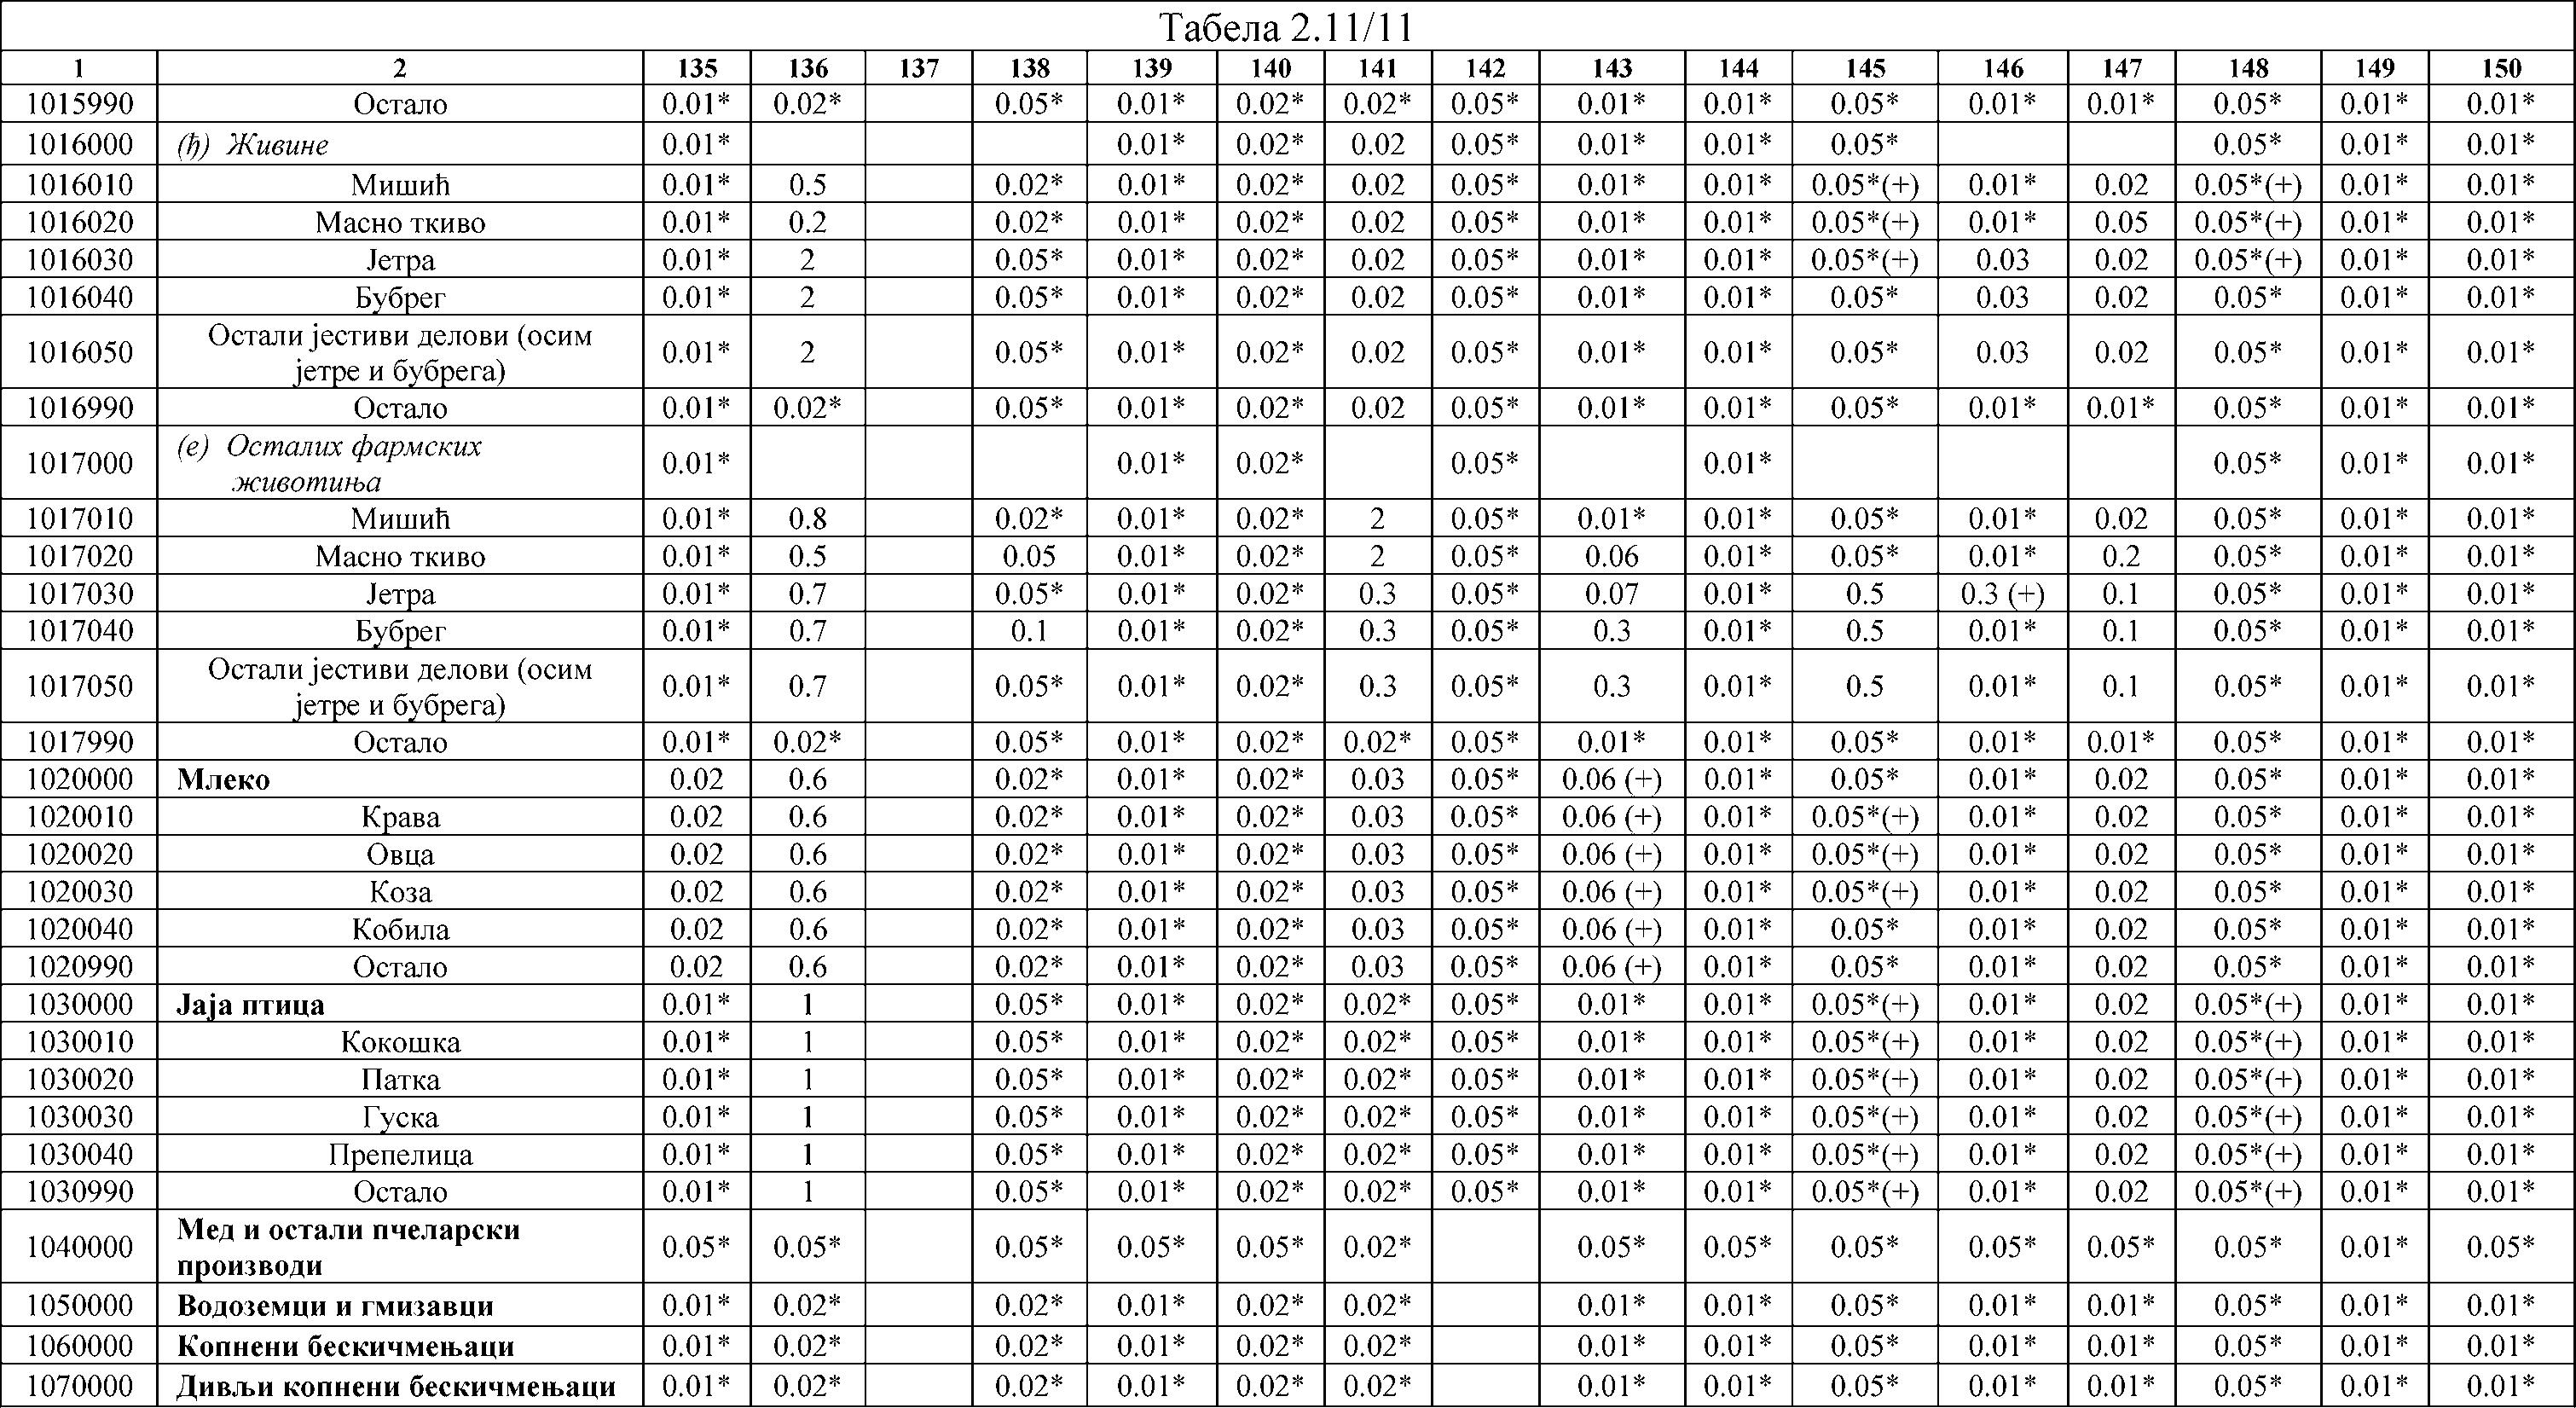 Табела 2.11/11
1 2 135 136 137 138 139 140 141 142 143 144 145 146 147 148 149 150
1015990 Остало 0.01* 0.02* 0.05* 0.01* 0.02* 0.02* 0.05* 0.01* 0.01* 0.05* 0.01* 0.01* 0.05* 0.01* 0.01*
1016000 (ђ) Живине 0.01* 0.01* 0.02* 0.02 0.05* 0.01* 0.01* 0.05* 0.05* 0.01* 0.01*
1016010 Мишић 0.01* 0.5 0.02* 0.01* 0.02* 0.02 0.05* 0.01* 0.01* 0.05*(+) 0.01* 0.02 0.05*(+) 0.01* 0.01*
1016020 Масно ткиво 0.01* 0.2 0.02* 0.01* 0.02* 0.02 0.05* 0.01* 0.01* 0.05*(+) 0.01* 0.05 0.05*(+) 0.01* 0.01*
1016030 Јетра 0.01* 2 0.05* 0.01* 0.02* 0.02 0.05* 0.01* 0.01* 0.05*(+) 0.03 0.02 0.05*(+) 0.01* 0.01*
1016040 Бубрег 0.01* 2 0.05* 0.01* 0.02* 0.02 0.05* 0.01* 0.01* 0.05* 0.03 0.02 0.05* 0.01* 0.01*
1016050 Остали јестиви делови (осим
јетре и бубрега) 0.01* 2 0.05* 0.01* 0.02* 0.02 0.05* 0.01* 0.01* 0.05* 0.03 0.02 0.05* 0.01* 0.01*
1016990 Остало 0.01* 0.02* 0.05* 0.01* 0.02* 0.02 0.05* 0.01* 0.01* 0.05* 0.01* 0.01* 0.05* 0.01* 0.01*
1017000 (е) Осталих фармских
животиња 0.01* 0.01* 0.02* 0.05* 0.01* 0.05* 0.01* 0.01*
1017010 Мишић 0.01* 0.8 0.02* 0.01* 0.02* 2 0.05* 0.01* 0.01* 0.05* 0.01* 0.02 0.05* 0.01* 0.01*
1017020 Масно ткиво 0.01* 0.5 0.05 0.01* 0.02* 2 0.05* 0.06 0.01* 0.05* 0.01* 0.2 0.05* 0.01* 0.01*
1017030 Јетра 0.01* 0.7 0.05* 0.01* 0.02* 0.3 0.05* 0.07 0.01* 0.5 0.3 (+) 0.1 0.05* 0.01* 0.01*
1017040 Бубрег 0.01* 0.7 0.1 0.01* 0.02* 0.3 0.05* 0.3 0.01* 0.5 0.01* 0.1 0.05* 0.01* 0.01*
1017050 Остали јестиви делови (осим
јетре и бубрега) 0.01* 0.7 0.05* 0.01* 0.02* 0.3 0.05* 0.3 0.01* 0.5 0.01* 0.1 0.05* 0.01* 0.01*
1017990 Остало 0.01* 0.02* 0.05* 0.01* 0.02* 0.02* 0.05* 0.01* 0.01* 0.05* 0.01* 0.01* 0.05* 0.01* 0.01*
1020000 Млеко 0.02 0.6 0.02* 0.01* 0.02* 0.03 0.05* 0.06 (+) 0.01* 0.05* 0.01* 0.02 0.05* 0.01* 0.01*
1020010 Крава 0.02 0.6 0.02* 0.01* 0.02* 0.03 0.05* 0.06 (+) 0.01* 0.05*(+) 0.01* 0.02 0.05* 0.01* 0.01*
1020020 Овца 0.02 0.6 0.02* 0.01* 0.02* 0.03 0.05* 0.06 (+) 0.01* 0.05*(+) 0.01* 0.02 0.05* 0.01* 0.01*
1020030 Коза 0.02 0.6 0.02* 0.01* 0.02* 0.03 0.05* 0.06 (+) 0.01* 0.05*(+) 0.01* 0.02 0.05* 0.01* 0.01*
1020040 Кобила 0.02 0.6 0.02* 0.01* 0.02* 0.03 0.05* 0.06 (+) 0.01* 0.05* 0.01* 0.02 0.05* 0.01* 0.01*
1020990 Остало 0.02 0.6 0.02* 0.01* 0.02* 0.03 0.05* 0.06 (+) 0.01* 0.05* 0.01* 0.02 0.05* 0.01* 0.01*
1030000 Јаја птица 0.01* 1 0.05* 0.01* 0.02* 0.02* 0.05* 0.01* 0.01* 0.05*(+) 0.01* 0.02 0.05*(+) 0.01* 0.01*
1030010 Кокошка 0.01* 1 0.05* 0.01* 0.02* 0.02* 0.05* 0.01* 0.01* 0.05*(+) 0.01* 0.02 0.05*(+) 0.01* 0.01*
1030020 Патка 0.01* 1 0.05* 0.01* 0.02* 0.02* 0.05* 0.01* 0.01* 0.05*(+) 0.01* 0.02 0.05*(+) 0.01* 0.01*
1030030 Гуска 0.01* 1 0.05* 0.01* 0.02* 0.02* 0.05* 0.01* 0.01* 0.05*(+) 0.01* 0.02 0.05*(+) 0.01* 0.01*
1030040 Препелица 0.01* 1 0.05* 0.01* 0.02* 0.02* 0.05* 0.01* 0.01* 0.05*(+) 0.01* 0.02 0.05*(+) 0.01* 0.01*
1030990 Остало 0.01* 1 0.05* 0.01* 0.02* 0.02* 0.05* 0.01* 0.01* 0.05*(+) 0.01* 0.02 0.05*(+) 0.01* 0.01*
1040000 Мед и остали пчеларски
производи 0.05* 0.05* 0.05* 0.05* 0.05* 0.02* 0.05* 0.05* 0.05* 0.05* 0.05* 0.05* 0.01* 0.05*
1050000 Водоземци и гмизавци 0.01* 0.02* 0.02* 0.01* 0.02* 0.02* 0.01* 0.01* 0.05* 0.01* 0.01* 0.05* 0.01* 0.01*
1060000 Копнени бескичмењаци 0.01* 0.02* 0.02* 0.01* 0.02* 0.02* 0.01* 0.01* 0.05* 0.01* 0.01* 0.05* 0.01* 0.01*
1070000 Дивљи копнени бескичмењаци 0.01* 0.02* 0.02* 0.01* 0.02* 0.02* 0.01* 0.01* 0.05* 0.01* 0.01* 0.05* 0.01* 0.01*